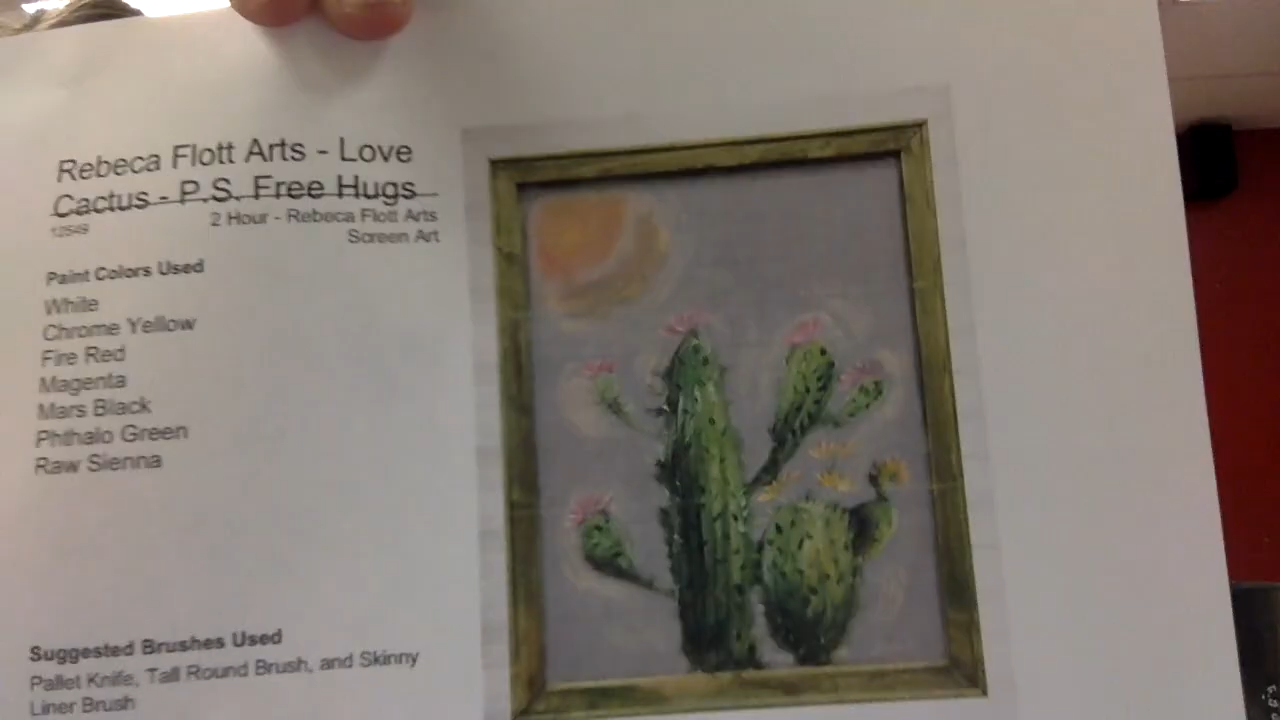 Rebeca Flott Arts - Love
Cactus - P.S. Free Hugs
12549
2 Hour - Rebeca Flott Arts
Screen Art
Paint Colors Used
White
Chrome Yelllow
Fire Red
Magenta
Mars Black
Phthalo Green
Raw Sienna
Suggested Brushes Used
Pallet Knife, Tall Round Brush, and Skinny
Liner Brush